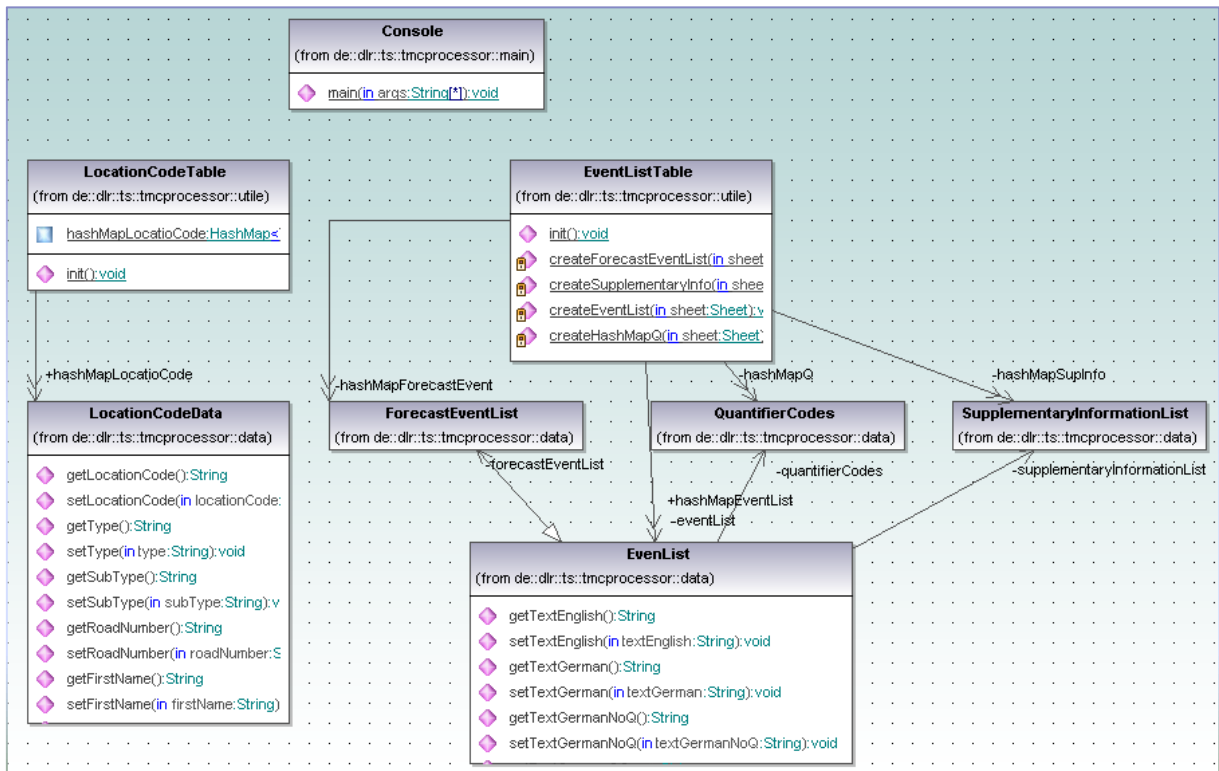 Console
(from de::dlr::ts::tmcprocessor::main)
main(in args:String[*]):void
LocationCodeTable
(from de::dlr::ts::tmcprocessor::utile)
hashMapLocatioCode:HashMap<
init():void
EventListTable
(from de::dlr::ts::tmcprocessor::utile)
init():void
createForecastEventList(in sheet
createSupplementaryInfo(in shee
createEventList(in sheet:Sheet):v
createHashMapQ(in sheet:Sheet)
+hashMapLocatioCode
-hashMapForecastEvent
-hashMapQ
-hashMapSupInfo
LocationCodeData
(from de::dlr::ts::tmcprocessor::data)
getLocationCode():String
setLocationCode(in locationCode:
getType():String
setType(in type:String):void
getSubType():String
setSubType(in subType:String):v
getRoadNumber():String
setRoadNumber(in roadNumber:S
getFirstName():String
setFirstName(in firstName:String)
ForecastEventList
(from de::dlr::ts::tmcprocessor::data)
QuantifierCodes
(from de::dlr::ts::tmcprocessor::data)
SupplementaryInformationList
(from de::dlr::ts::tmcprocessor::data)
-forecastEventList
-quantifierCodes
-supplementaryInformationList
+hashMapEventList
-eventList
EvenList
(from de::dlr::ts::tmcprocessor::data)
getTextEnglish():String
setTextEnglish(in textEnglish:String):void
getTextGerman():String
setTextGerman(in textGerman:String):void
getTextGermanNoQ():String
setTextGermanNoQ(in textGermanNoQ:String):void